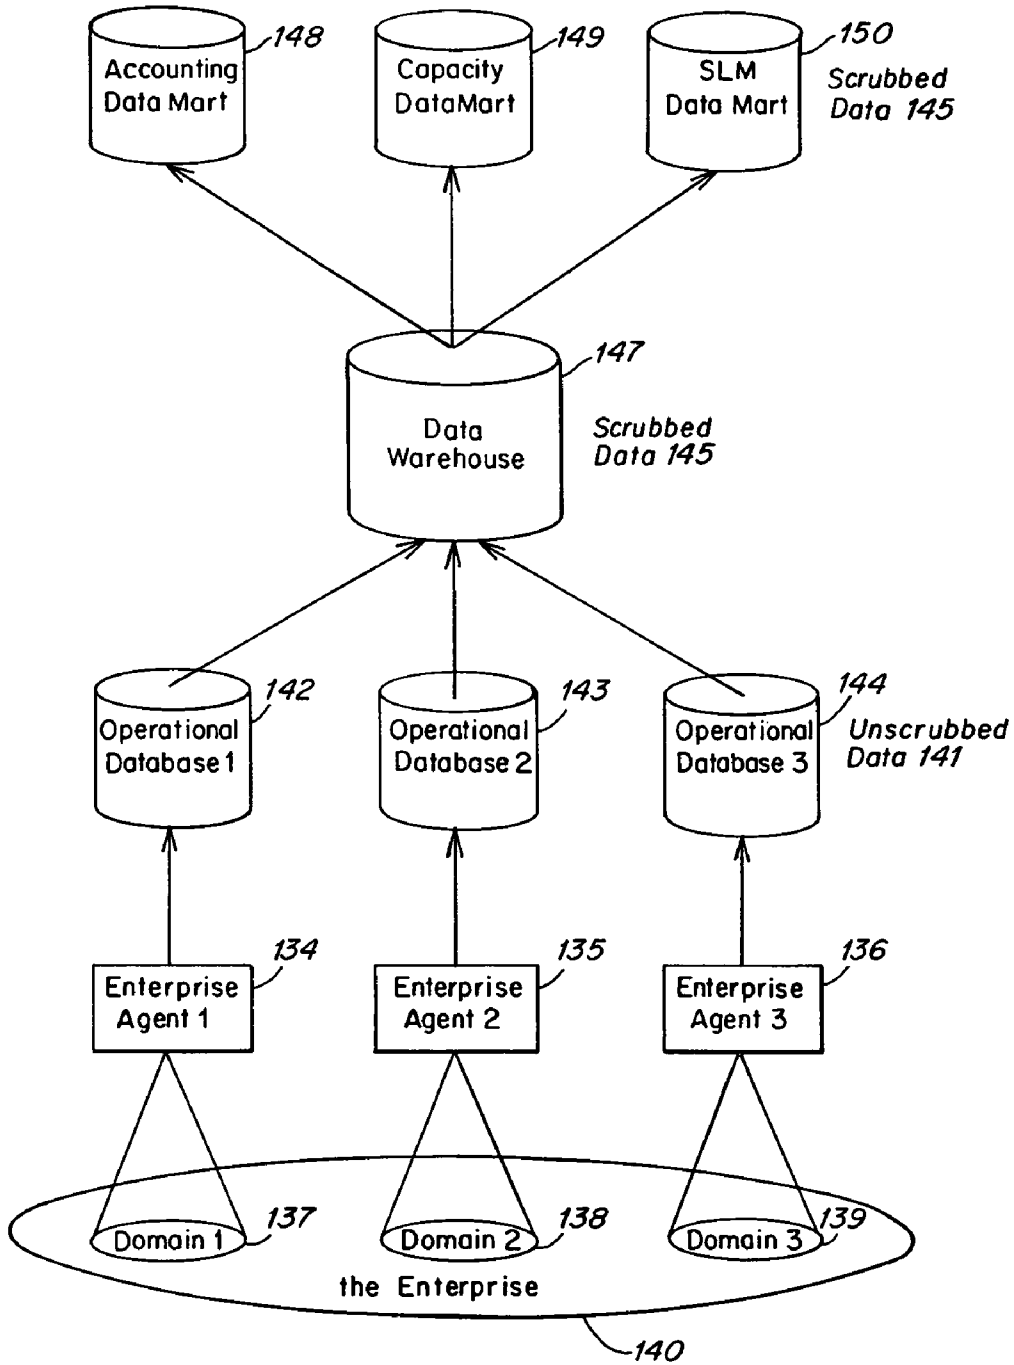 148
149
150
Accounting
Data Mart
Capacity
DataMart
SLM
Data Mart
Scrubbed
Data 145
147
Data
Warehouse
Scrubbed
Data 145
142
143
144
Operational
Database 1
Operational
Database 2
Operational
Database 3
Unscrubbed
Data 141
134
135
136
Enterprise
Agent 1
Enterprise
Agent 2
Enterprise
Agent 3
137
138
139
Domain 1
Domain 2
Domain 3
the Enterprise
140